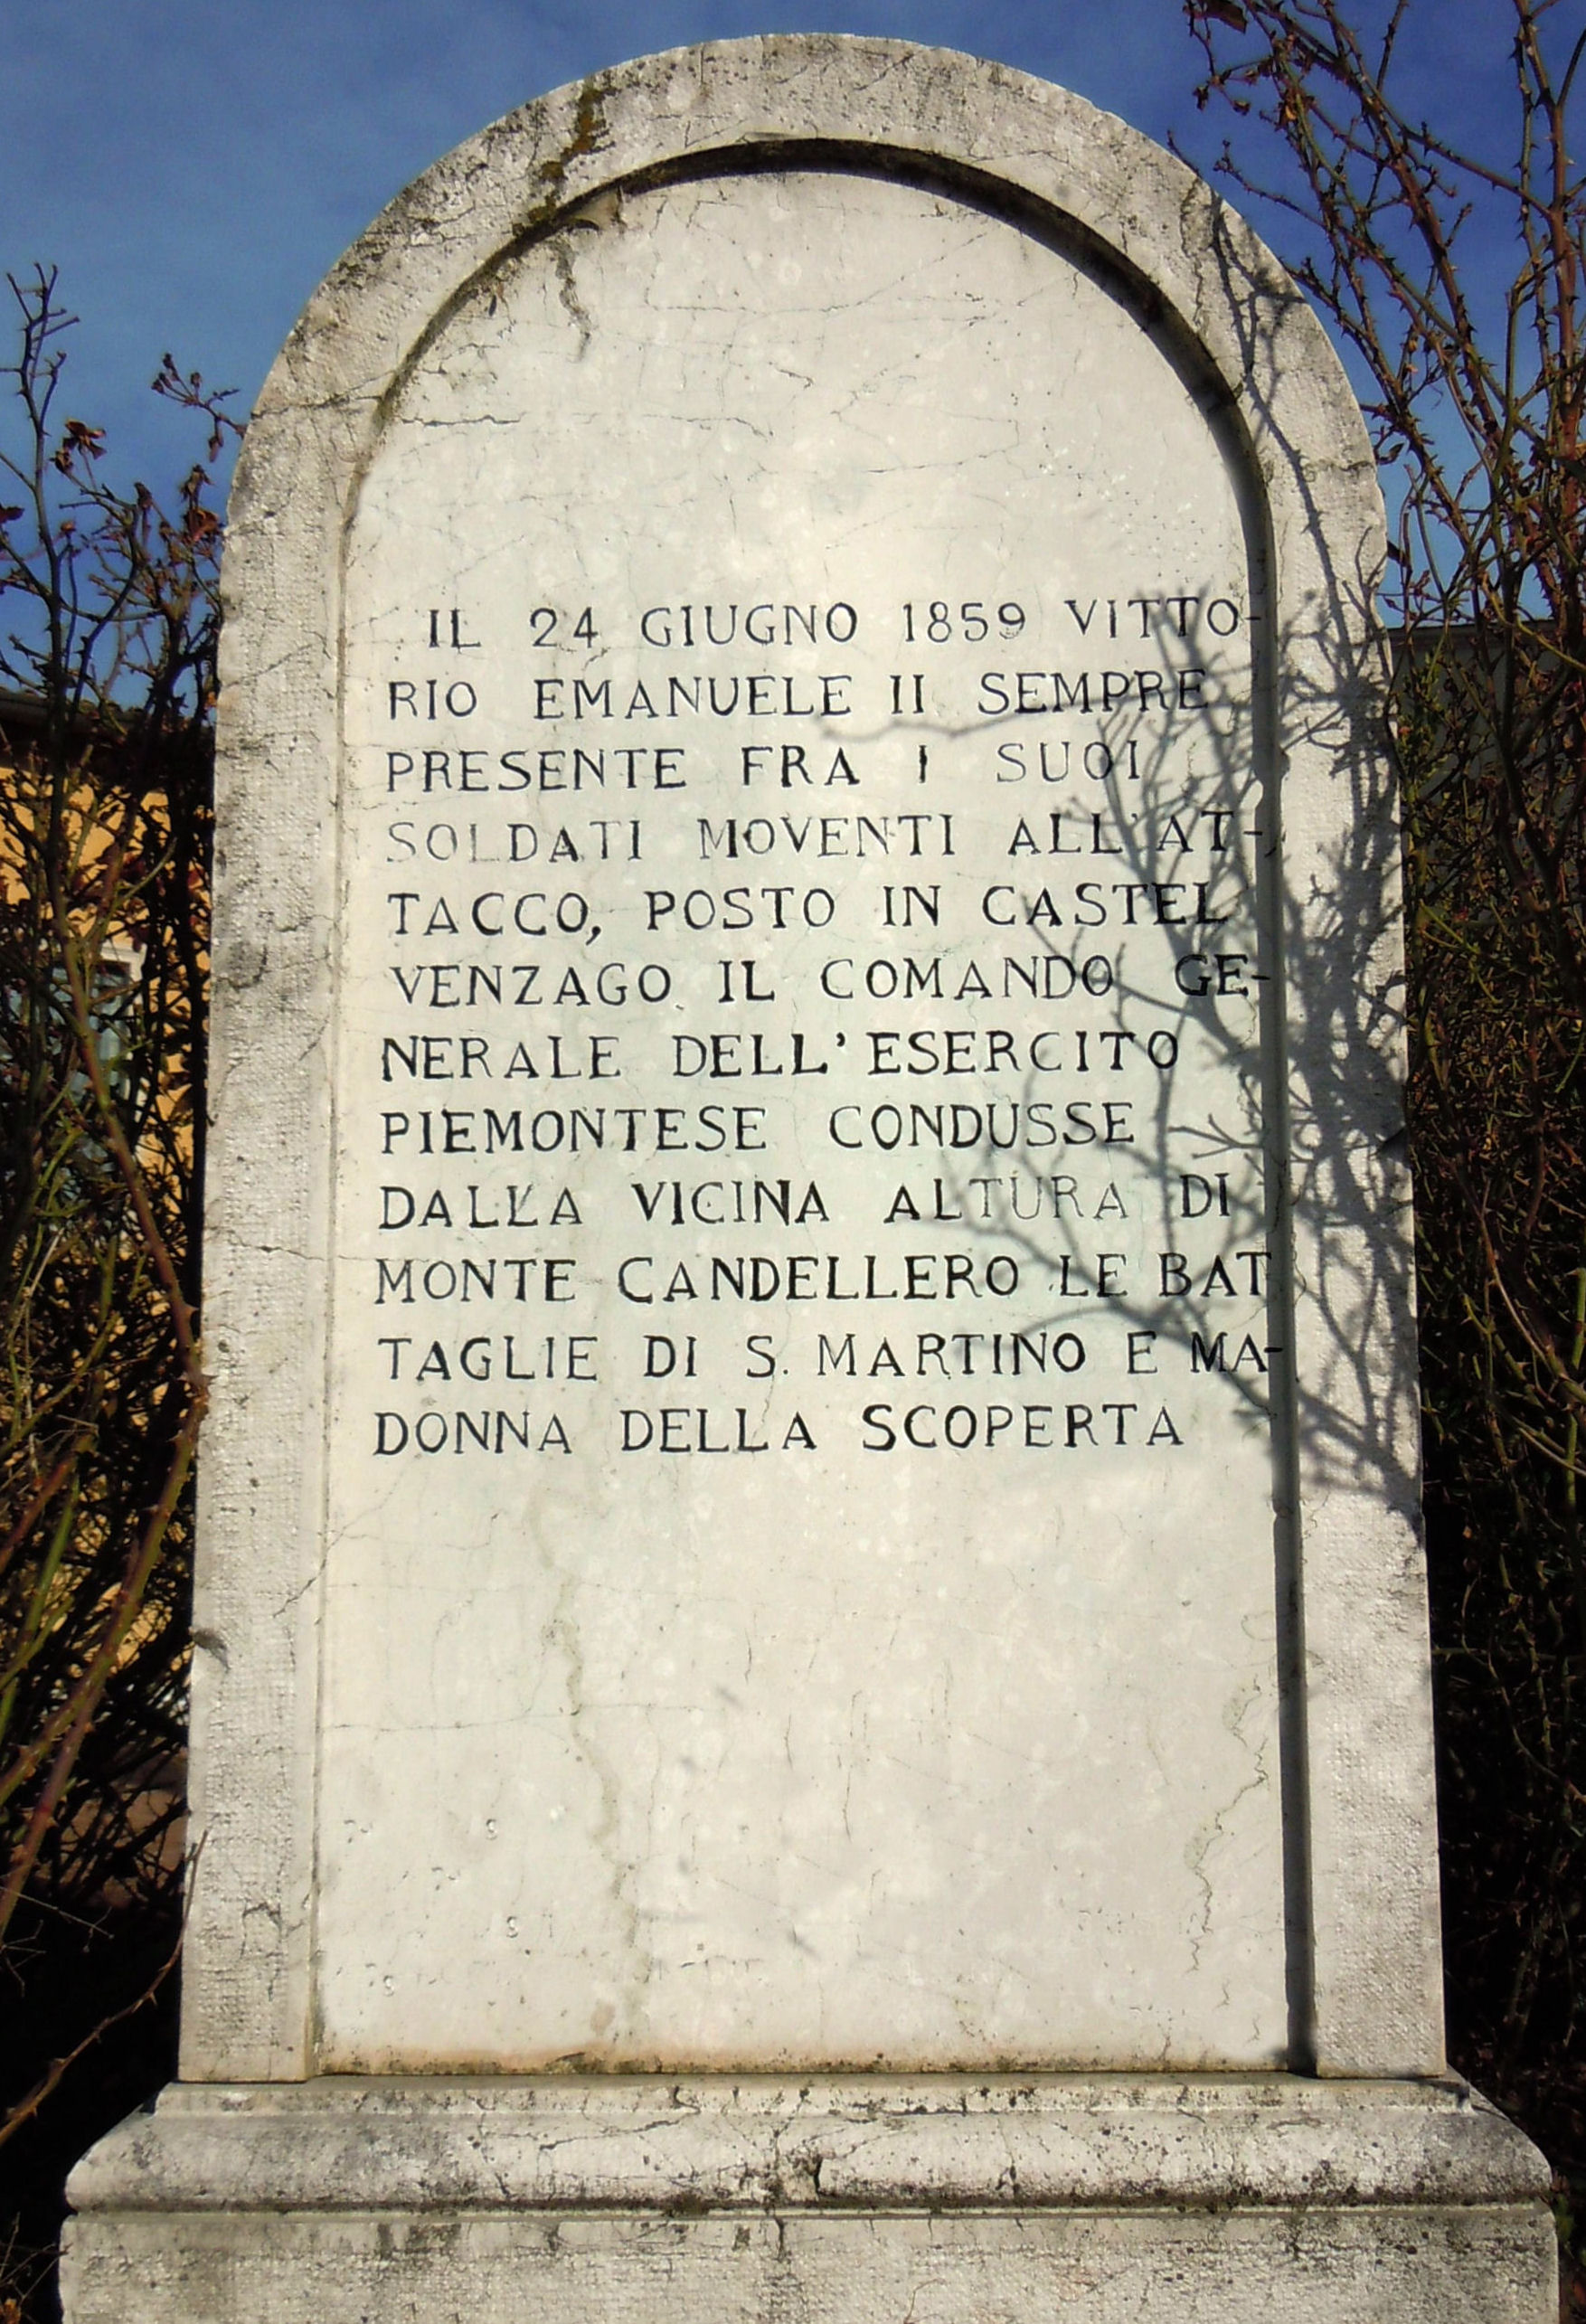 IL 24 GIUGNO 1859 VITTO-
RIO EMANUELE II SEMPRE
PRESENTE FRA I SUOI
SOLDATI MOVENTI ALL'AT-
TACCO, POSTO IN CASTEL
VENZAGO IL COMANDO GE-
NERALE DELL'ESERCITO
PIEMONTESE CONDUSSE
DALLA VICINA ALTURA DI
MONTE CANDELLERO LE BAT
TAGLIE DI S. MARTINO E MA-
DONNA DELLA SCOPERTA